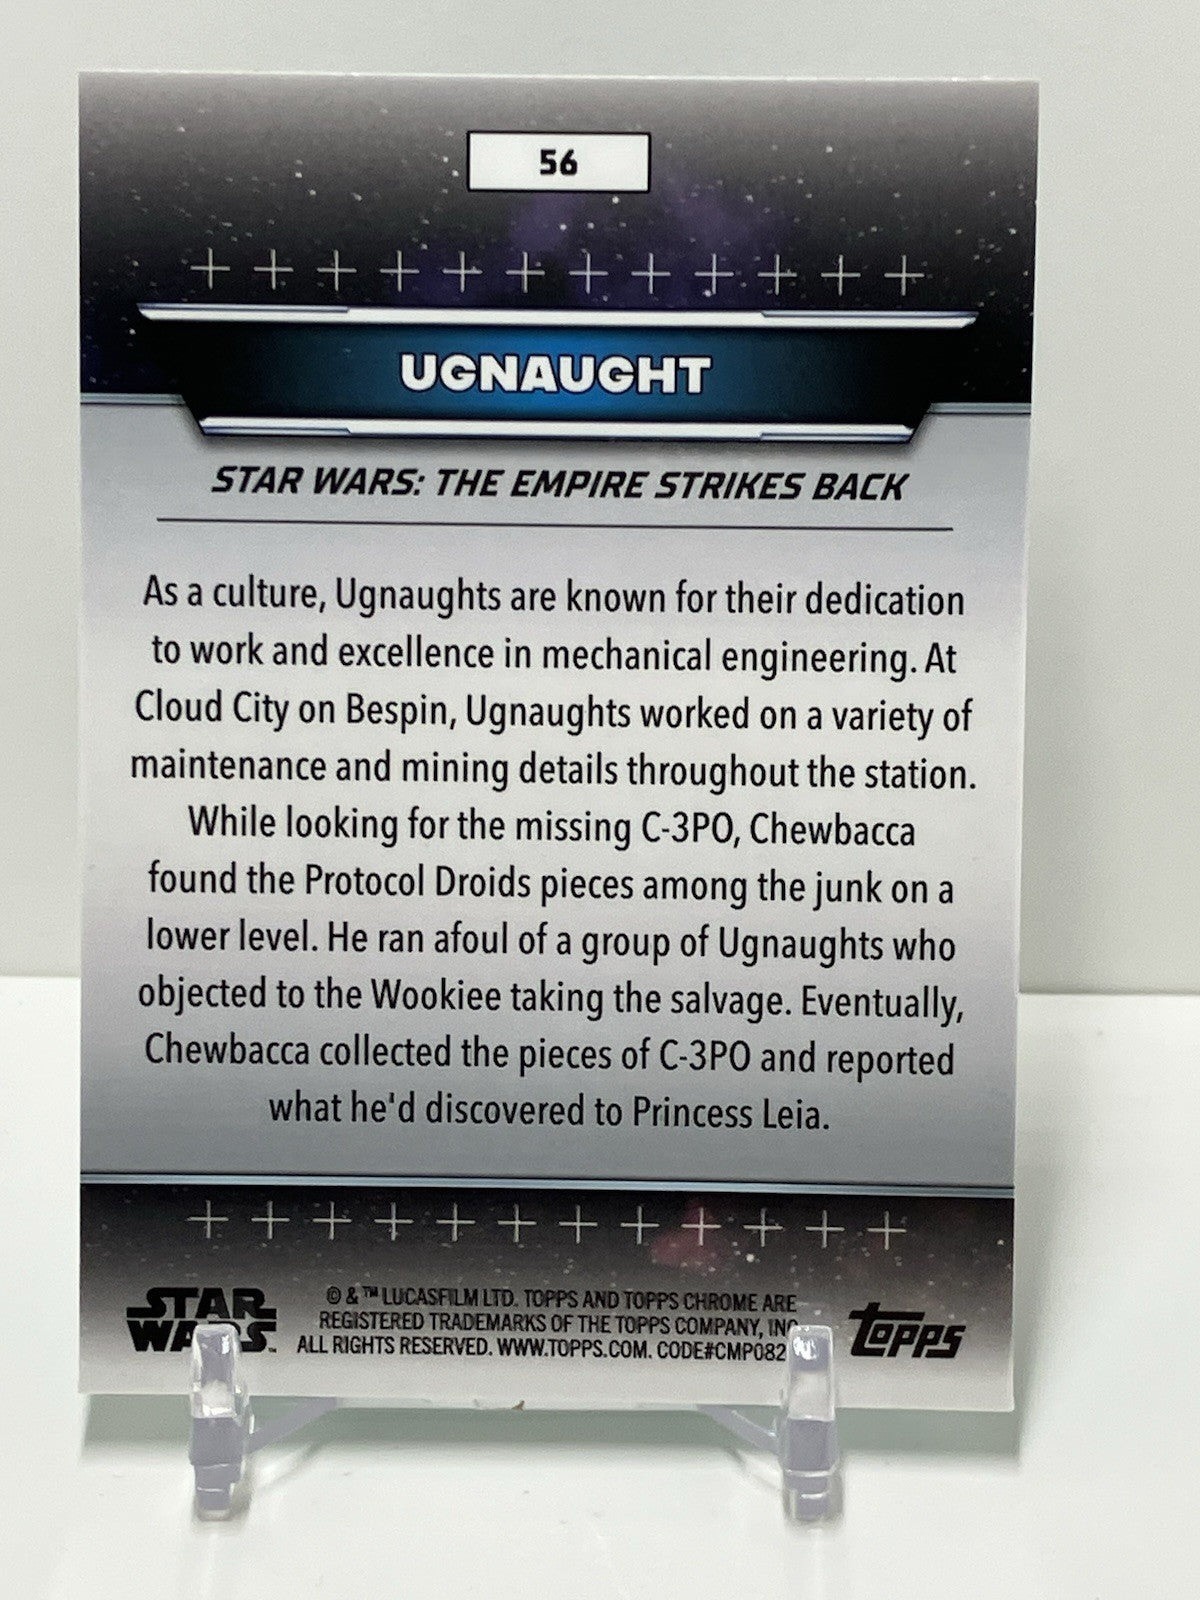 56
UGNAUGHT
STAR WARS: THE EMPIRE STRIKES BACK
As a culture, Ugnaughts are known for their dedication
to work and excellence in mechanical engineering. At
Cloud City on Bespin, Ugnaughts worked on a variety of
maintenance and mining details throughout the station.
While looking for the missing C-3PO, Chewbacca
found the Protocol Droids pieces among the junk on a
lower level. He ran afoul of a group of Ugnaughts who
objected to the Wookiee taking the salvage. Eventually,
Chewbacca collected the pieces of C-3PO and reported
what he'd discovered to Princess Leia.
STAR
WARS
© & ™ LUCASFILM LTD. TOPPS AND TOPPS CHROME ARE
REGISTERED TRADEMARKS OF THE TOPPS COMPANY, INC.
ALL RIGHTS RESERVED. WWW.TOPPS.COM. CODE#CMP082
TOPPS